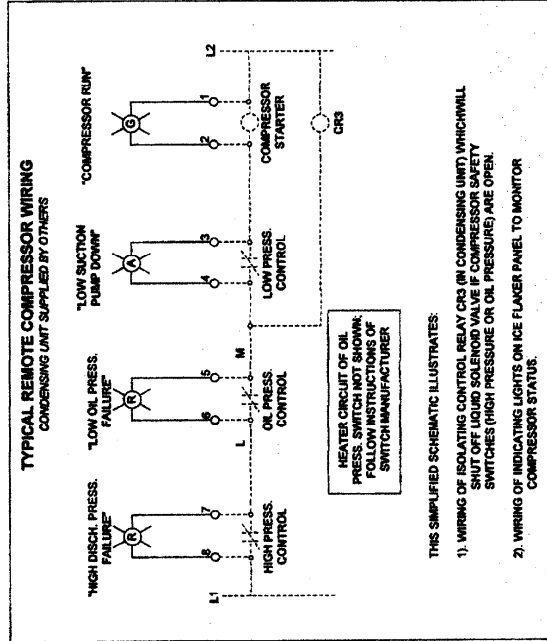 TYPICAL REMOTE COMPRESSOR WIRING
CONDENSING UNIT SUPPLIED BY OTHERS
"HIGH DISCH. PRESS.
FAILURE"
"LOW OIL PRESS.
FAILURE"
"LOW SUCTION
PUMP DOWN"
"COMPRESSOR RUN"
R
R
A
G
8
7
6
5
4
3
2
1
L1
L
M
L2
HIGH PRESS.
CONTROL
OIL PRESS.
CONTROL
LOW PRESS.
CONTROL
COMPRESSOR
STARTER
CR3
HEATER CIRCUIT OF OIL
PRESS. SWITCH NOT SHOWN;
FOLLOW INSTRUCTIONS OF
SWITCH MANUFACTURER
THIS SIMPLIFIED SCHEMATIC ILLUSTRATES:
1). WIRING OF ISOLATING CONTROL RELAY CR3 (IN CONDENSING UNIT) WHICHWILL
SHUT OFF LIQUID SOLENOID VALVE IF COMPRESSOR SAFETY
SWITCHES (HIGH PRESSURE OR OIL PRESSURE) ARE OPEN.
2). WIRING OF INDICATING LIGHTS ON ICE FLAKER PANEL TO MONITOR
COMPRESSOR STATUS.